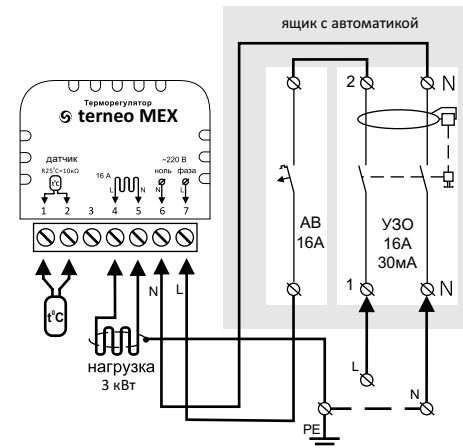 ящик с автоматикой
Терморегулятор
terneo MEX
датчик
R25°C=10кΩ
t°C
16 А
L N
~220 В
ноль фаза
N L
1 2 3 4 5 6 7
t°C
нагрузка
3 кВт
N L
АВ
16А
2 N
УЗО
16А
30мА
1 N
L N
PE